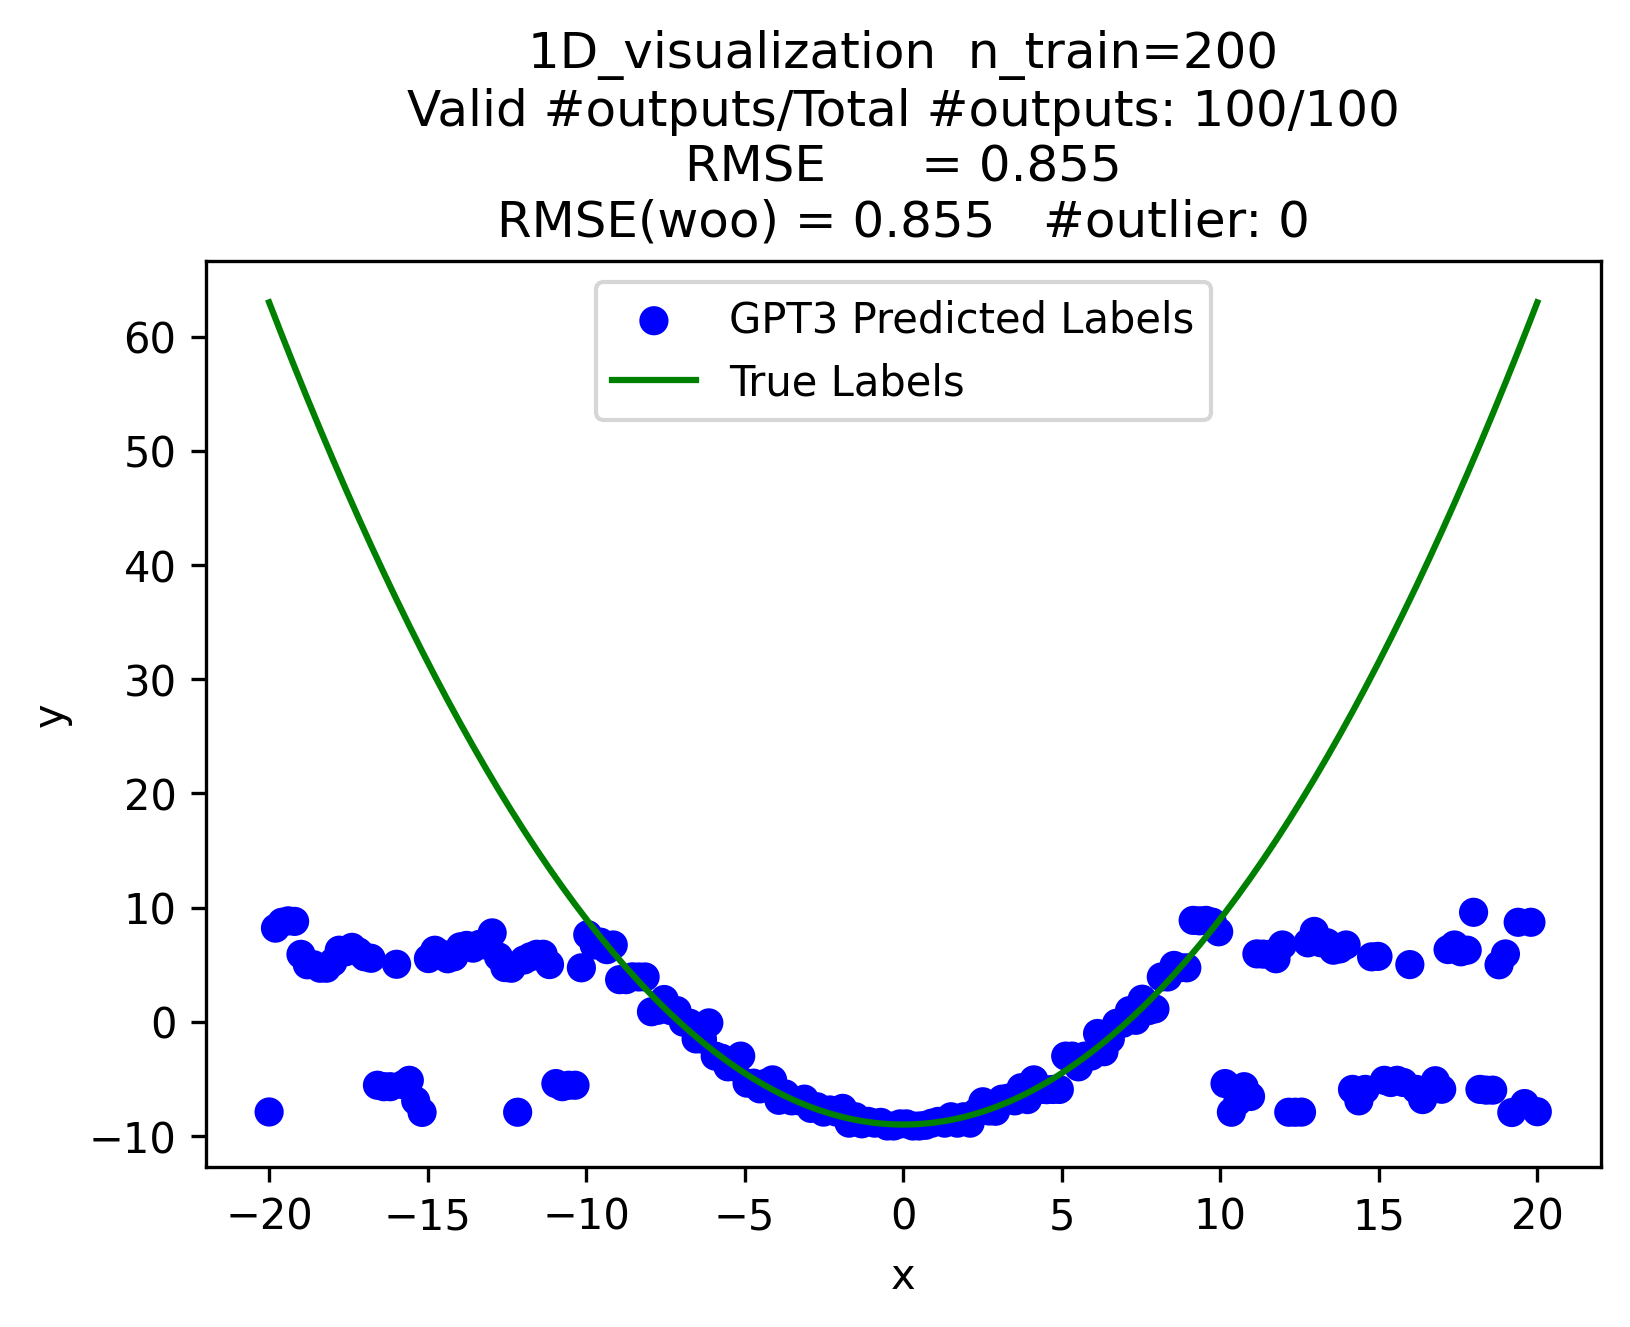 1D_visualization  n_train=200
Valid #outputs/Total #outputs: 100/100
RMSE      = 0.855
RMSE(woo) = 0.855   #outlier: 0
GPT3 Predicted Labels
True Labels
60
50
40
30
20
10
0
−10
y
−20 −15 −10 −5 0 5 10 15 20
x